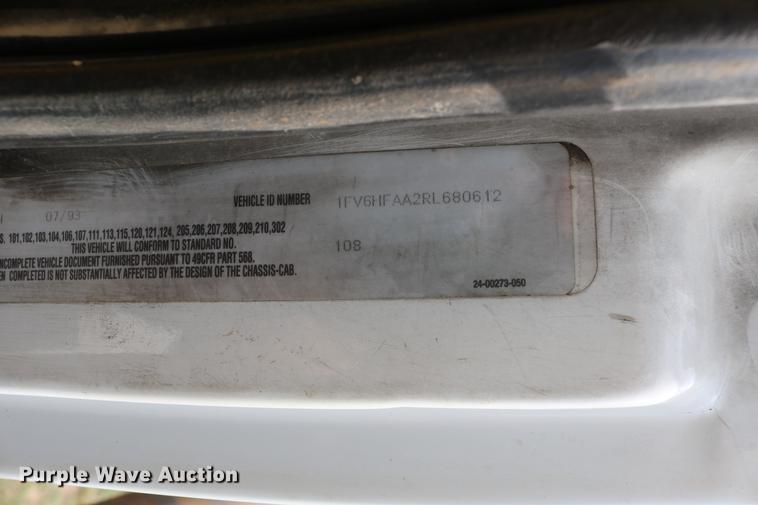 07/93 VEHICLE ID NUMBER 1FV6HFAA2RL680612
S. 101,102,103,104,106,107,111,113,115,120,121,124, 205,206,207,208,209,210,302
THIS VEHICLE WILL CONFORM TO STANDARD NO. 108
NCOMPLETE VEHICLE DOCUMENT FURNISHED PURSUANT TO 49CFR PART 568.
EN COMPLETED IS NOT SUBSTANTIALLY AFFECTED BY THE DESIGN OF THE CHASSIS-CAB.
24-00273-050
Purple Wave Auction